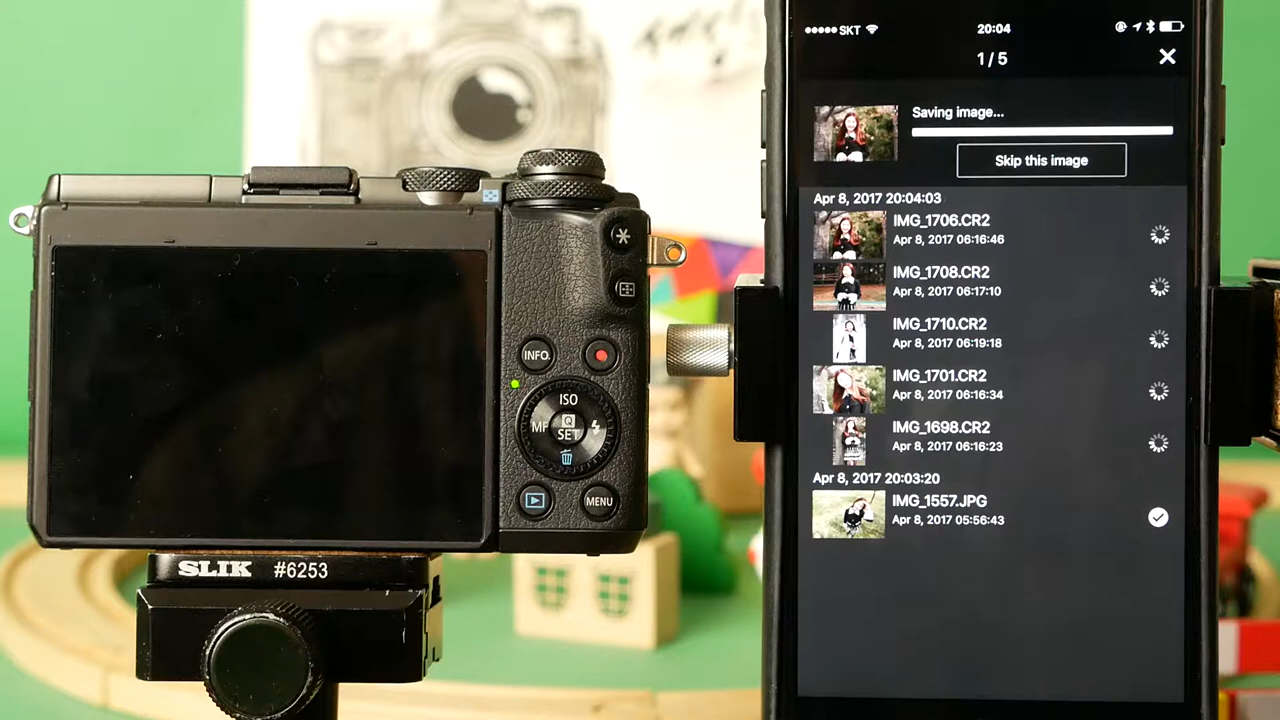 INFO.
ISO
MF
Q
SET
MENU
SLIK #6253
SKT 20:04
1 / 5
Saving image...
Skip this image
Apr 8, 2017 20:04:03
IMG_1706.CR2
Apr 8, 2017 06:16:46
IMG_1708.CR2
Apr 8, 2017 06:17:10
IMG_1710.CR2
Apr 8, 2017 06:19:18
IMG_1701.CR2
Apr 8, 2017 06:16:34
IMG_1698.CR2
Apr 8, 2017 06:16:23
Apr 8, 2017 20:03:20
IMG_1557.JPG
Apr 8, 2017 05:56:43